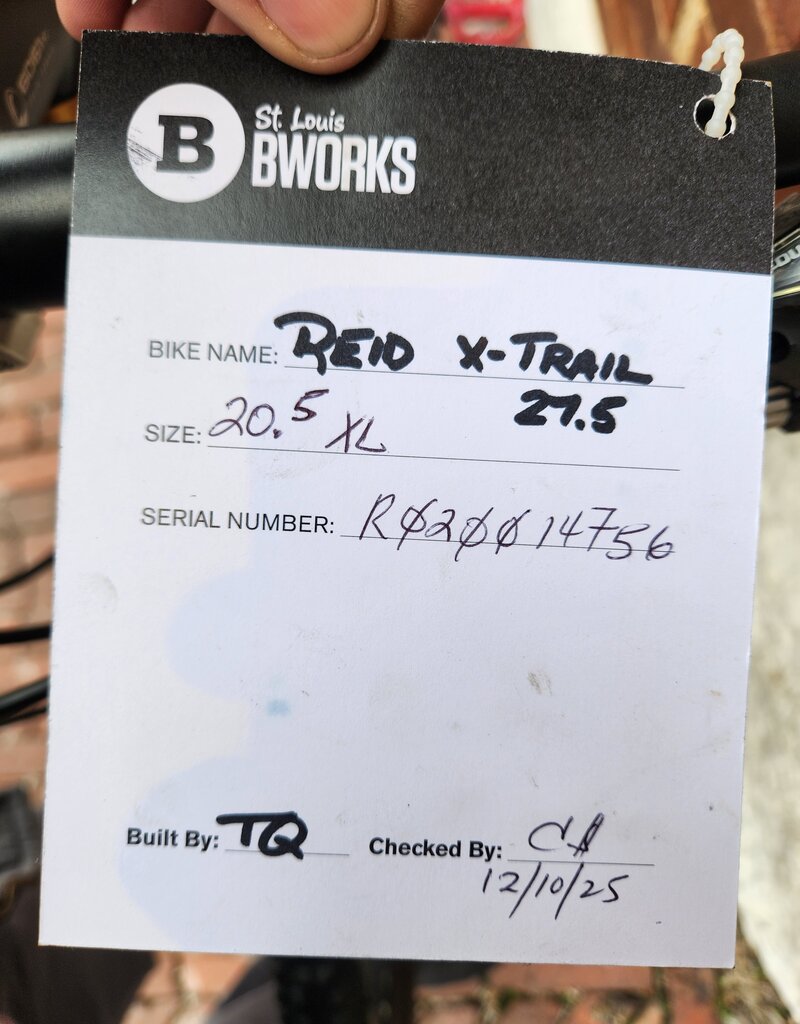 B
St. Louis
BWORKS
BIKE NAME: REID X-TRAIL
27.5
SIZE: 20.5 XL
SERIAL NUMBER: RØ2ØØ14756
Built By: TQ Checked By:
12/10/25